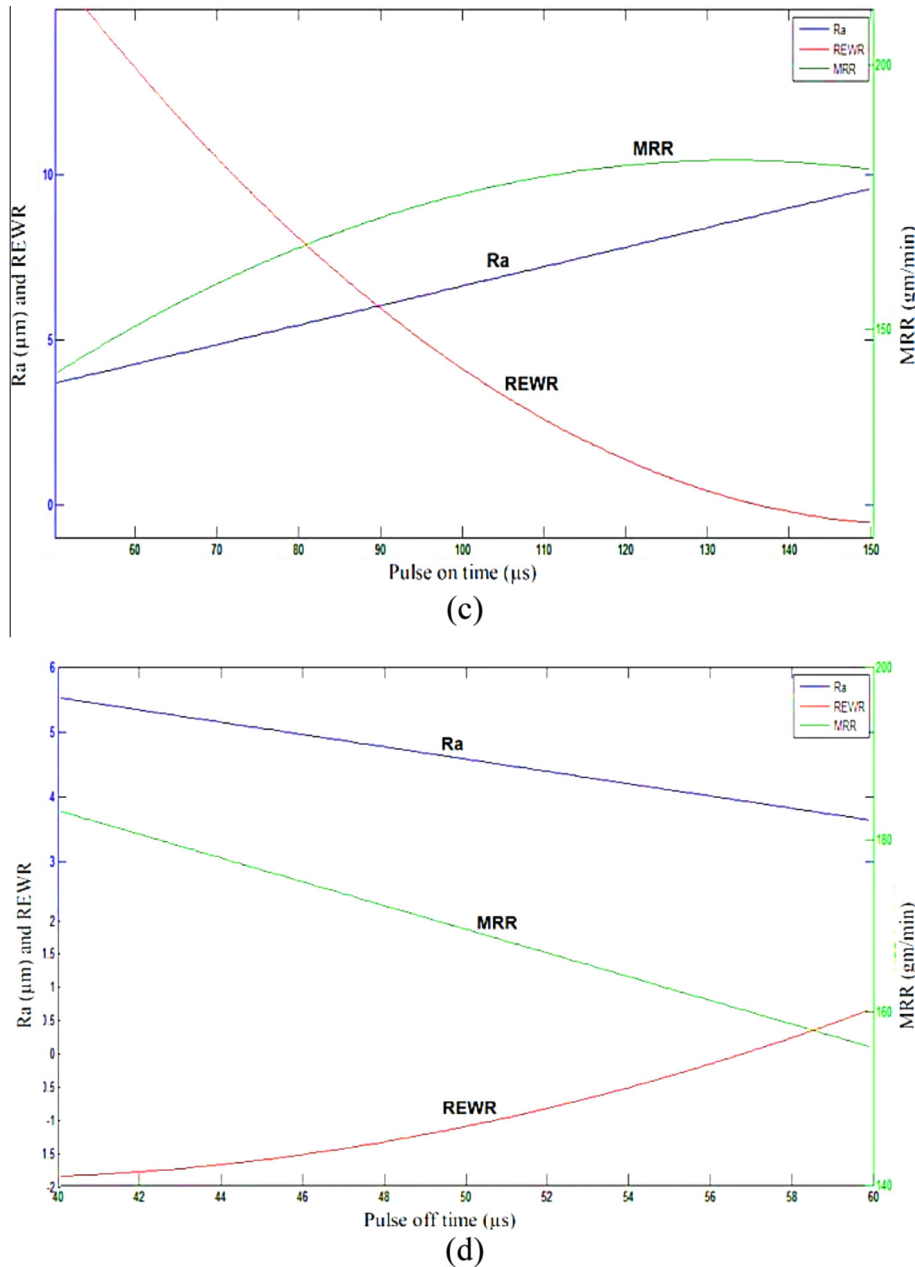 Ra
REWR
MRR
200
MRR
10
Ra
Ra (µm) and REWR
MRR (gm/min)
5
150
REWR
0
60 70 80 90 100 110 120 130 140 150
Pulse on time (µs)
(c)
6
200
Ra
REWR
MRR
5
Ra
4
180
3
2
MRR
1.5
Ra (µm) and REWR
MRR (gm/min)
1
160
0.5
0
0.5
REWR
-1
1.5
-2
140
40 42 44 46 48 50 52 54 56 58 60
Pulse off time (µs)
(d)